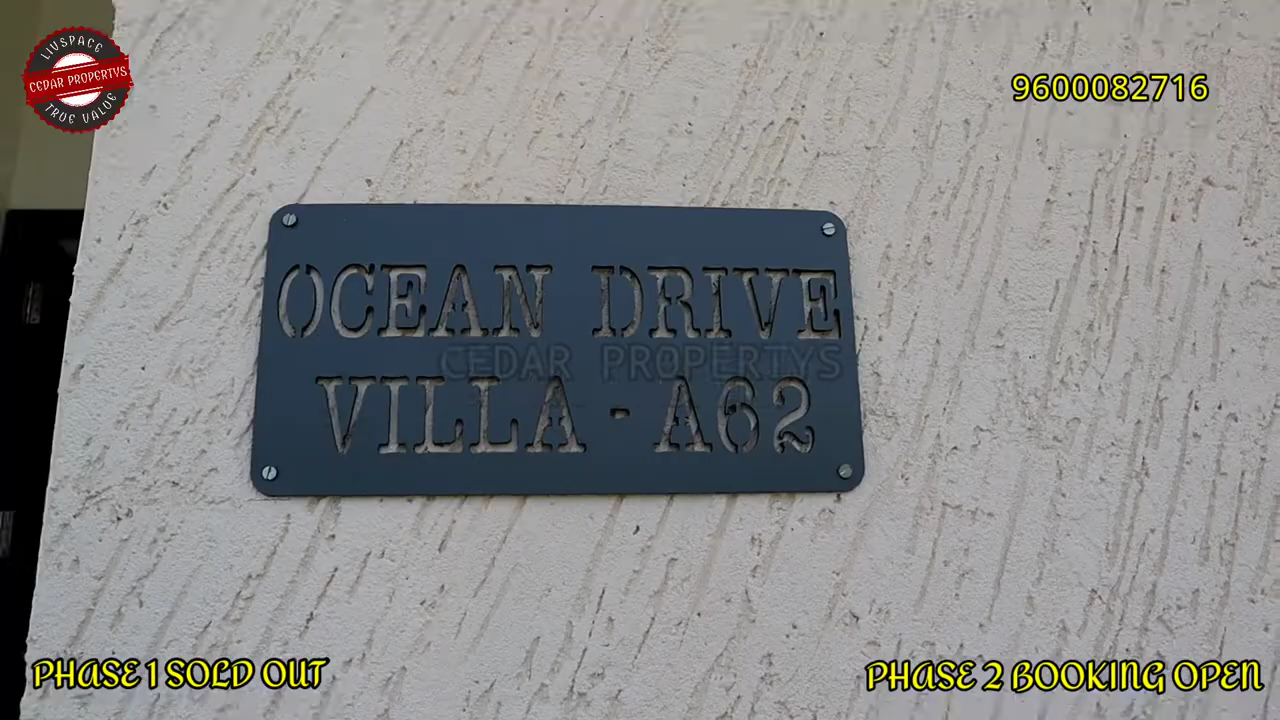 LIVSPACE
CEDAR PROPERTYS
TRUE VALUE
9600082716
OCEAN DRIVE
CEDAR PROPERTYS
VILLA - A62
PHASE 1 SOLD OUT
PHASE 2 BOOKING OPEN